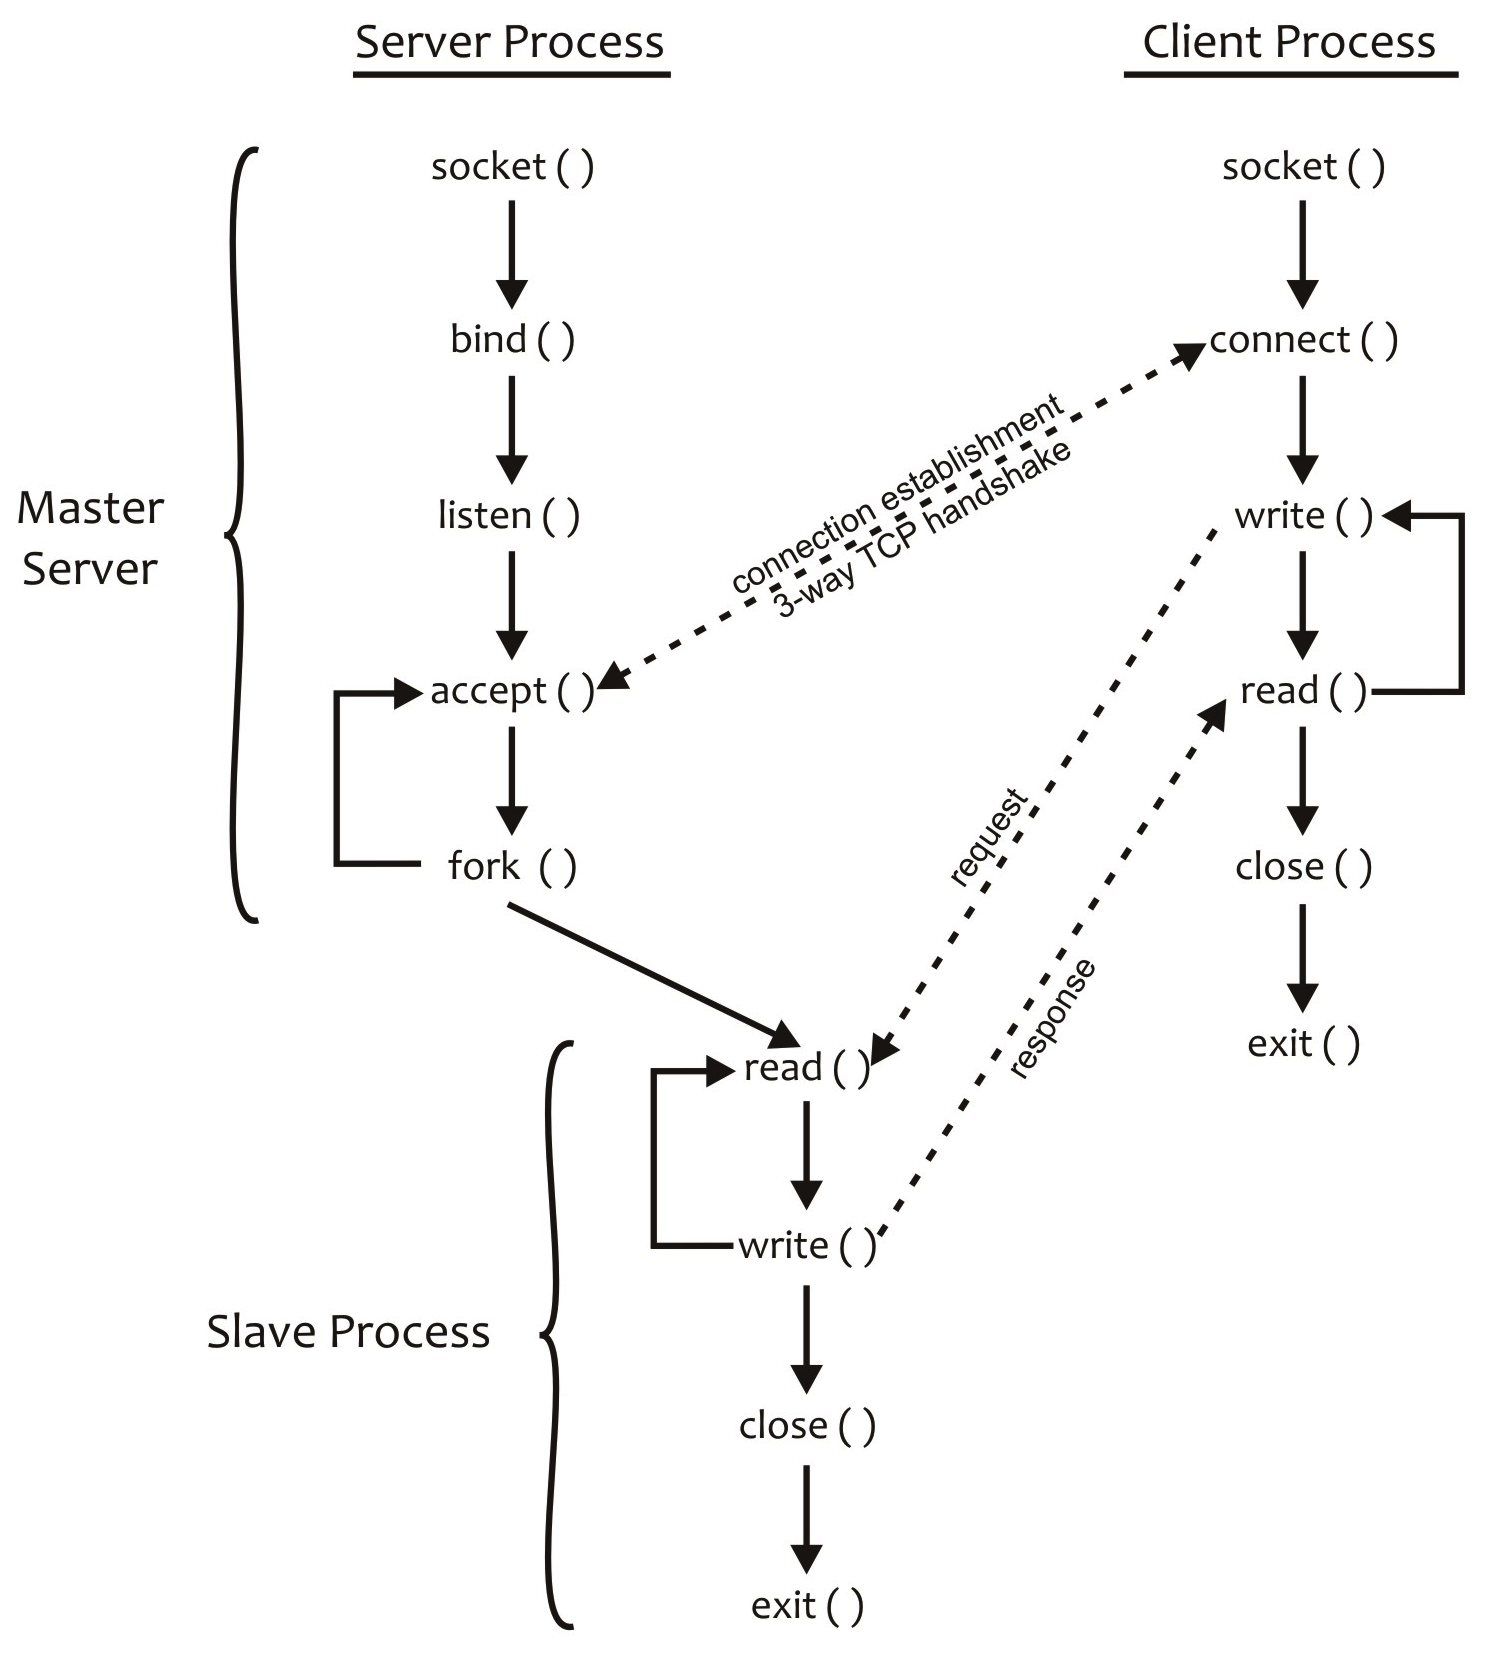 Server Process
Client Process
Master
Server
socket ( )
bind ( )
listen ( )
accept ( )
fork ( )
connection establishment
3-way TCP handshake
socket ( )
connect ( )
write ( )
read ( )
close ( )
exit ( )
request
response
Slave Process
read ( )
write ( )
close ( )
exit ( )